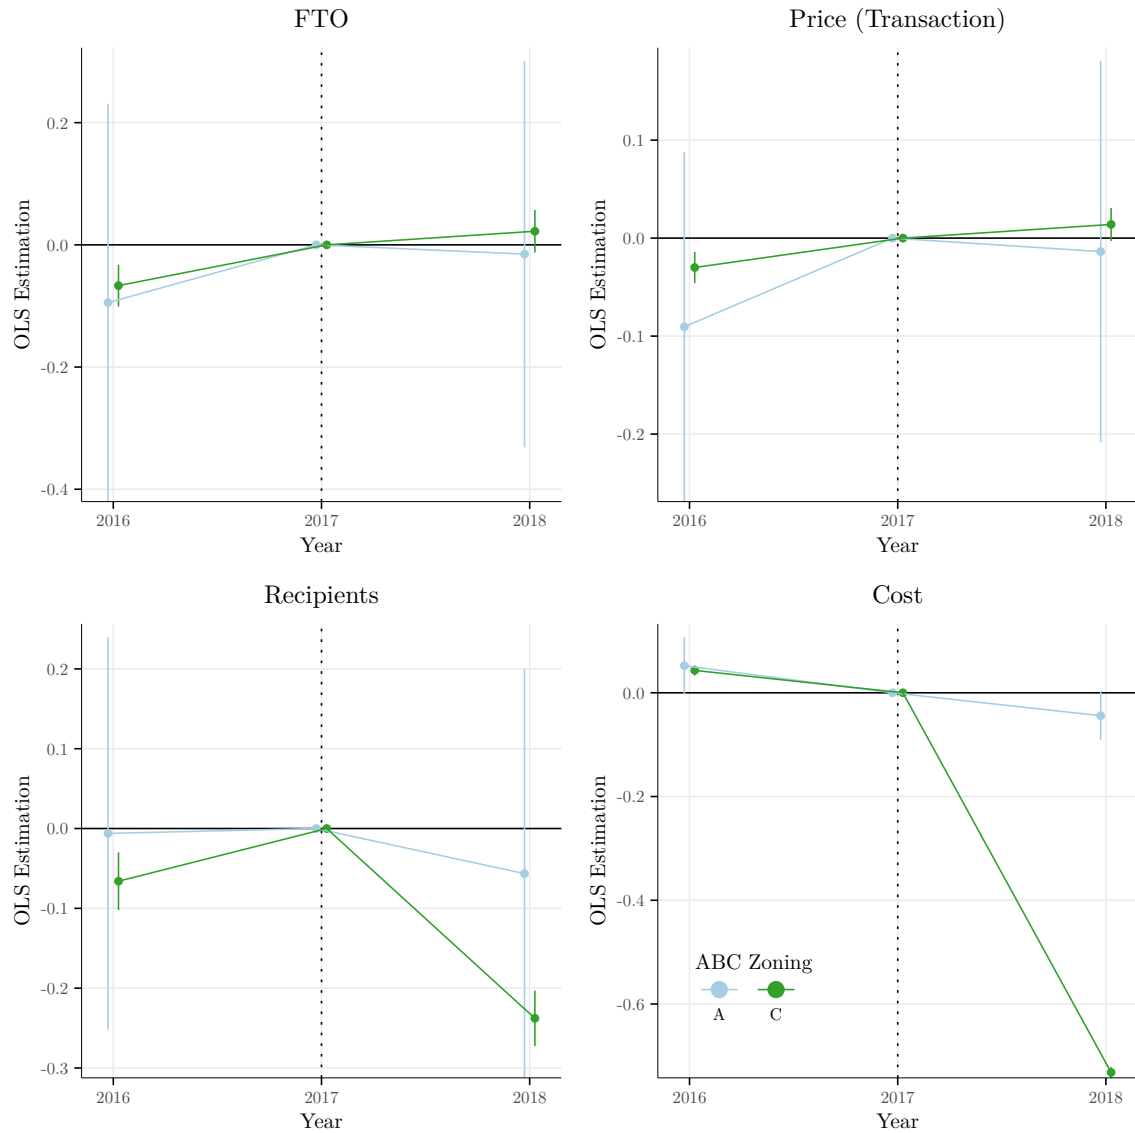 FTO
OLS Estimation
0.2
0.0
-0.2
-0.4
2016 2017 2018
Year
Price (Transaction)
OLS Estimation
0.1
0.0
-0.1
-0.2
2016 2017 2018
Year
Recipients
OLS Estimation
0.2
0.1
0.0
-0.1
-0.2
-0.3
2016 2017 2018
Year
Cost
OLS Estimation
0.0
-0.2
-0.4
-0.6
ABC Zoning
A C
2016 2017 2018
Year